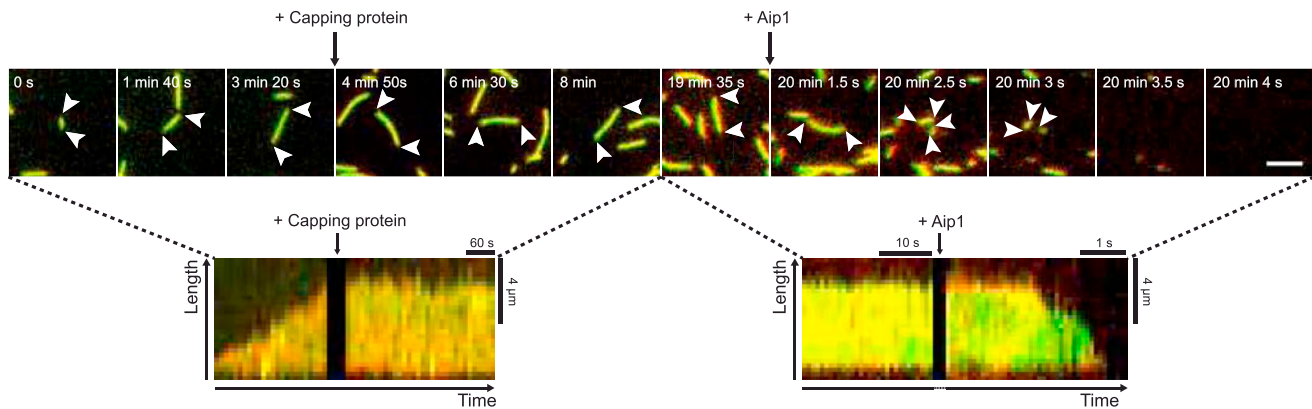 + Capping protein
+ Aip1
0 s
1 min 40 s
3 min 20 s
4 min 50s
6 min 30 s
8 min
19 min 35 s
20 min 1.5 s
20 min 2.5 s
20 min 3 s
20 min 3.5 s
20 min 4 s
+ Capping protein
60 s
Length
4 µm
Time
+ Aip1
10 s
1 s
Length
4 µm
Time